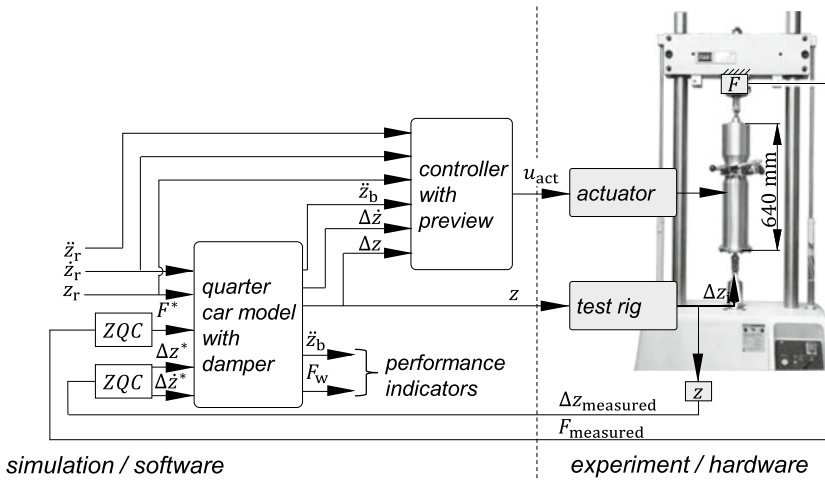 F
640 mm
controller
with
preview
u_act
actuator
z̈_b
Δż
Δz
z̈_r
ż_r
z_r
quarter
car model
with
damper
z
test rig
Δz
F*
ZQC
Δz*
ZQC
Δż*
z̈_b
F_w
performance
indicators
z
Δz_measured
F_measured
simulation / software
experiment / hardware